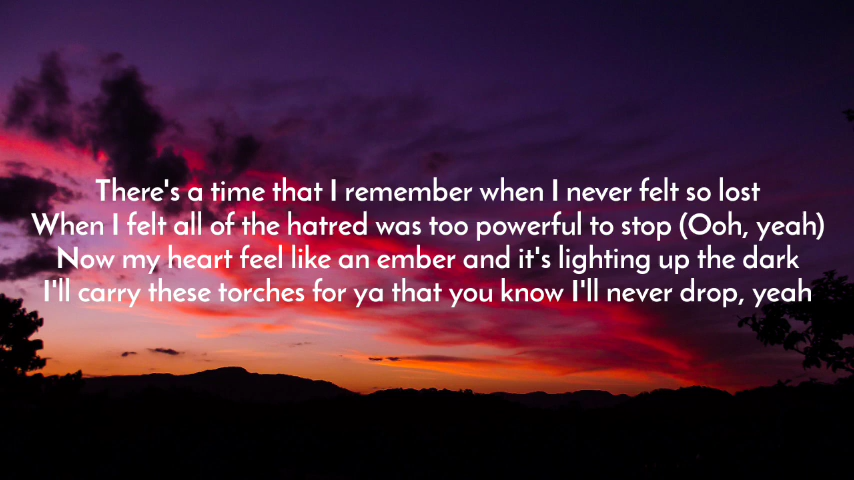 There's a time that I remember when I never felt so lost
When I felt all of the hatred was too powerful to stop (Ooh, yeah)
Now my heart feel like an ember and it's lighting up the dark
I'll carry these torches for ya that you know I'll never drop, yeah